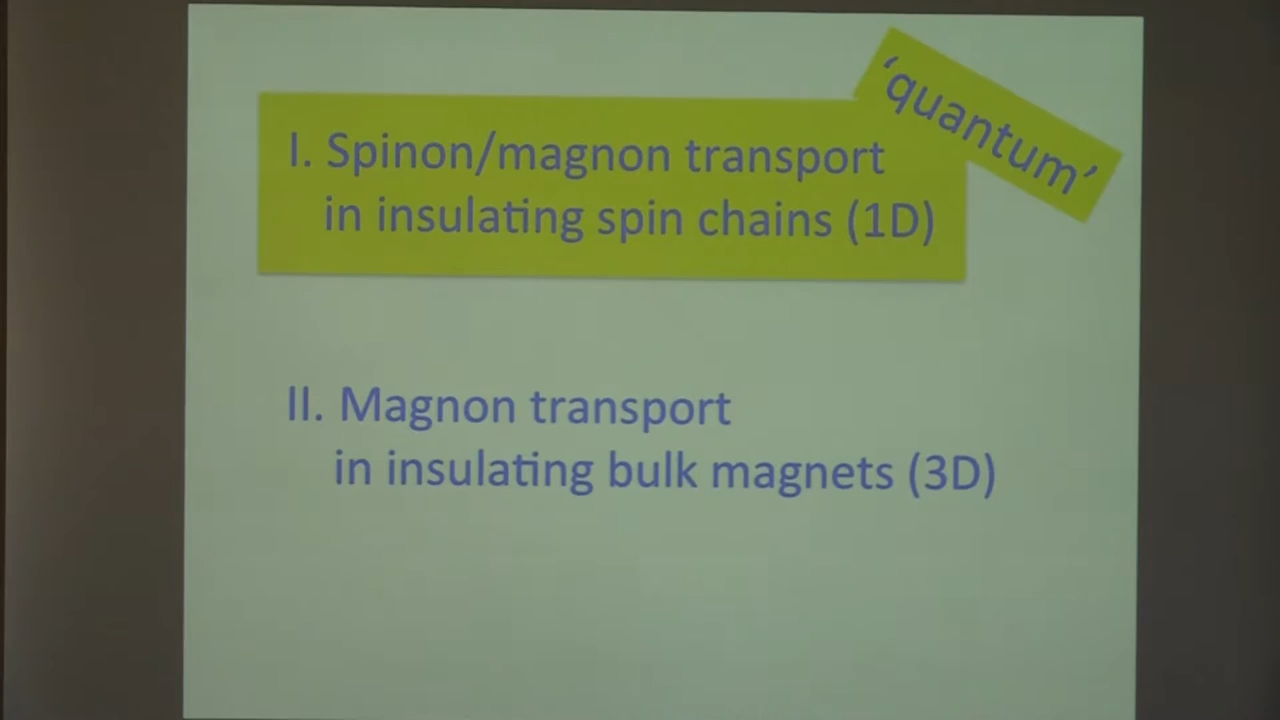 ‘quantum’
I. Spinon/magnon transport
in insulating spin chains (1D)
II. Magnon transport
in insulating bulk magnets (3D)